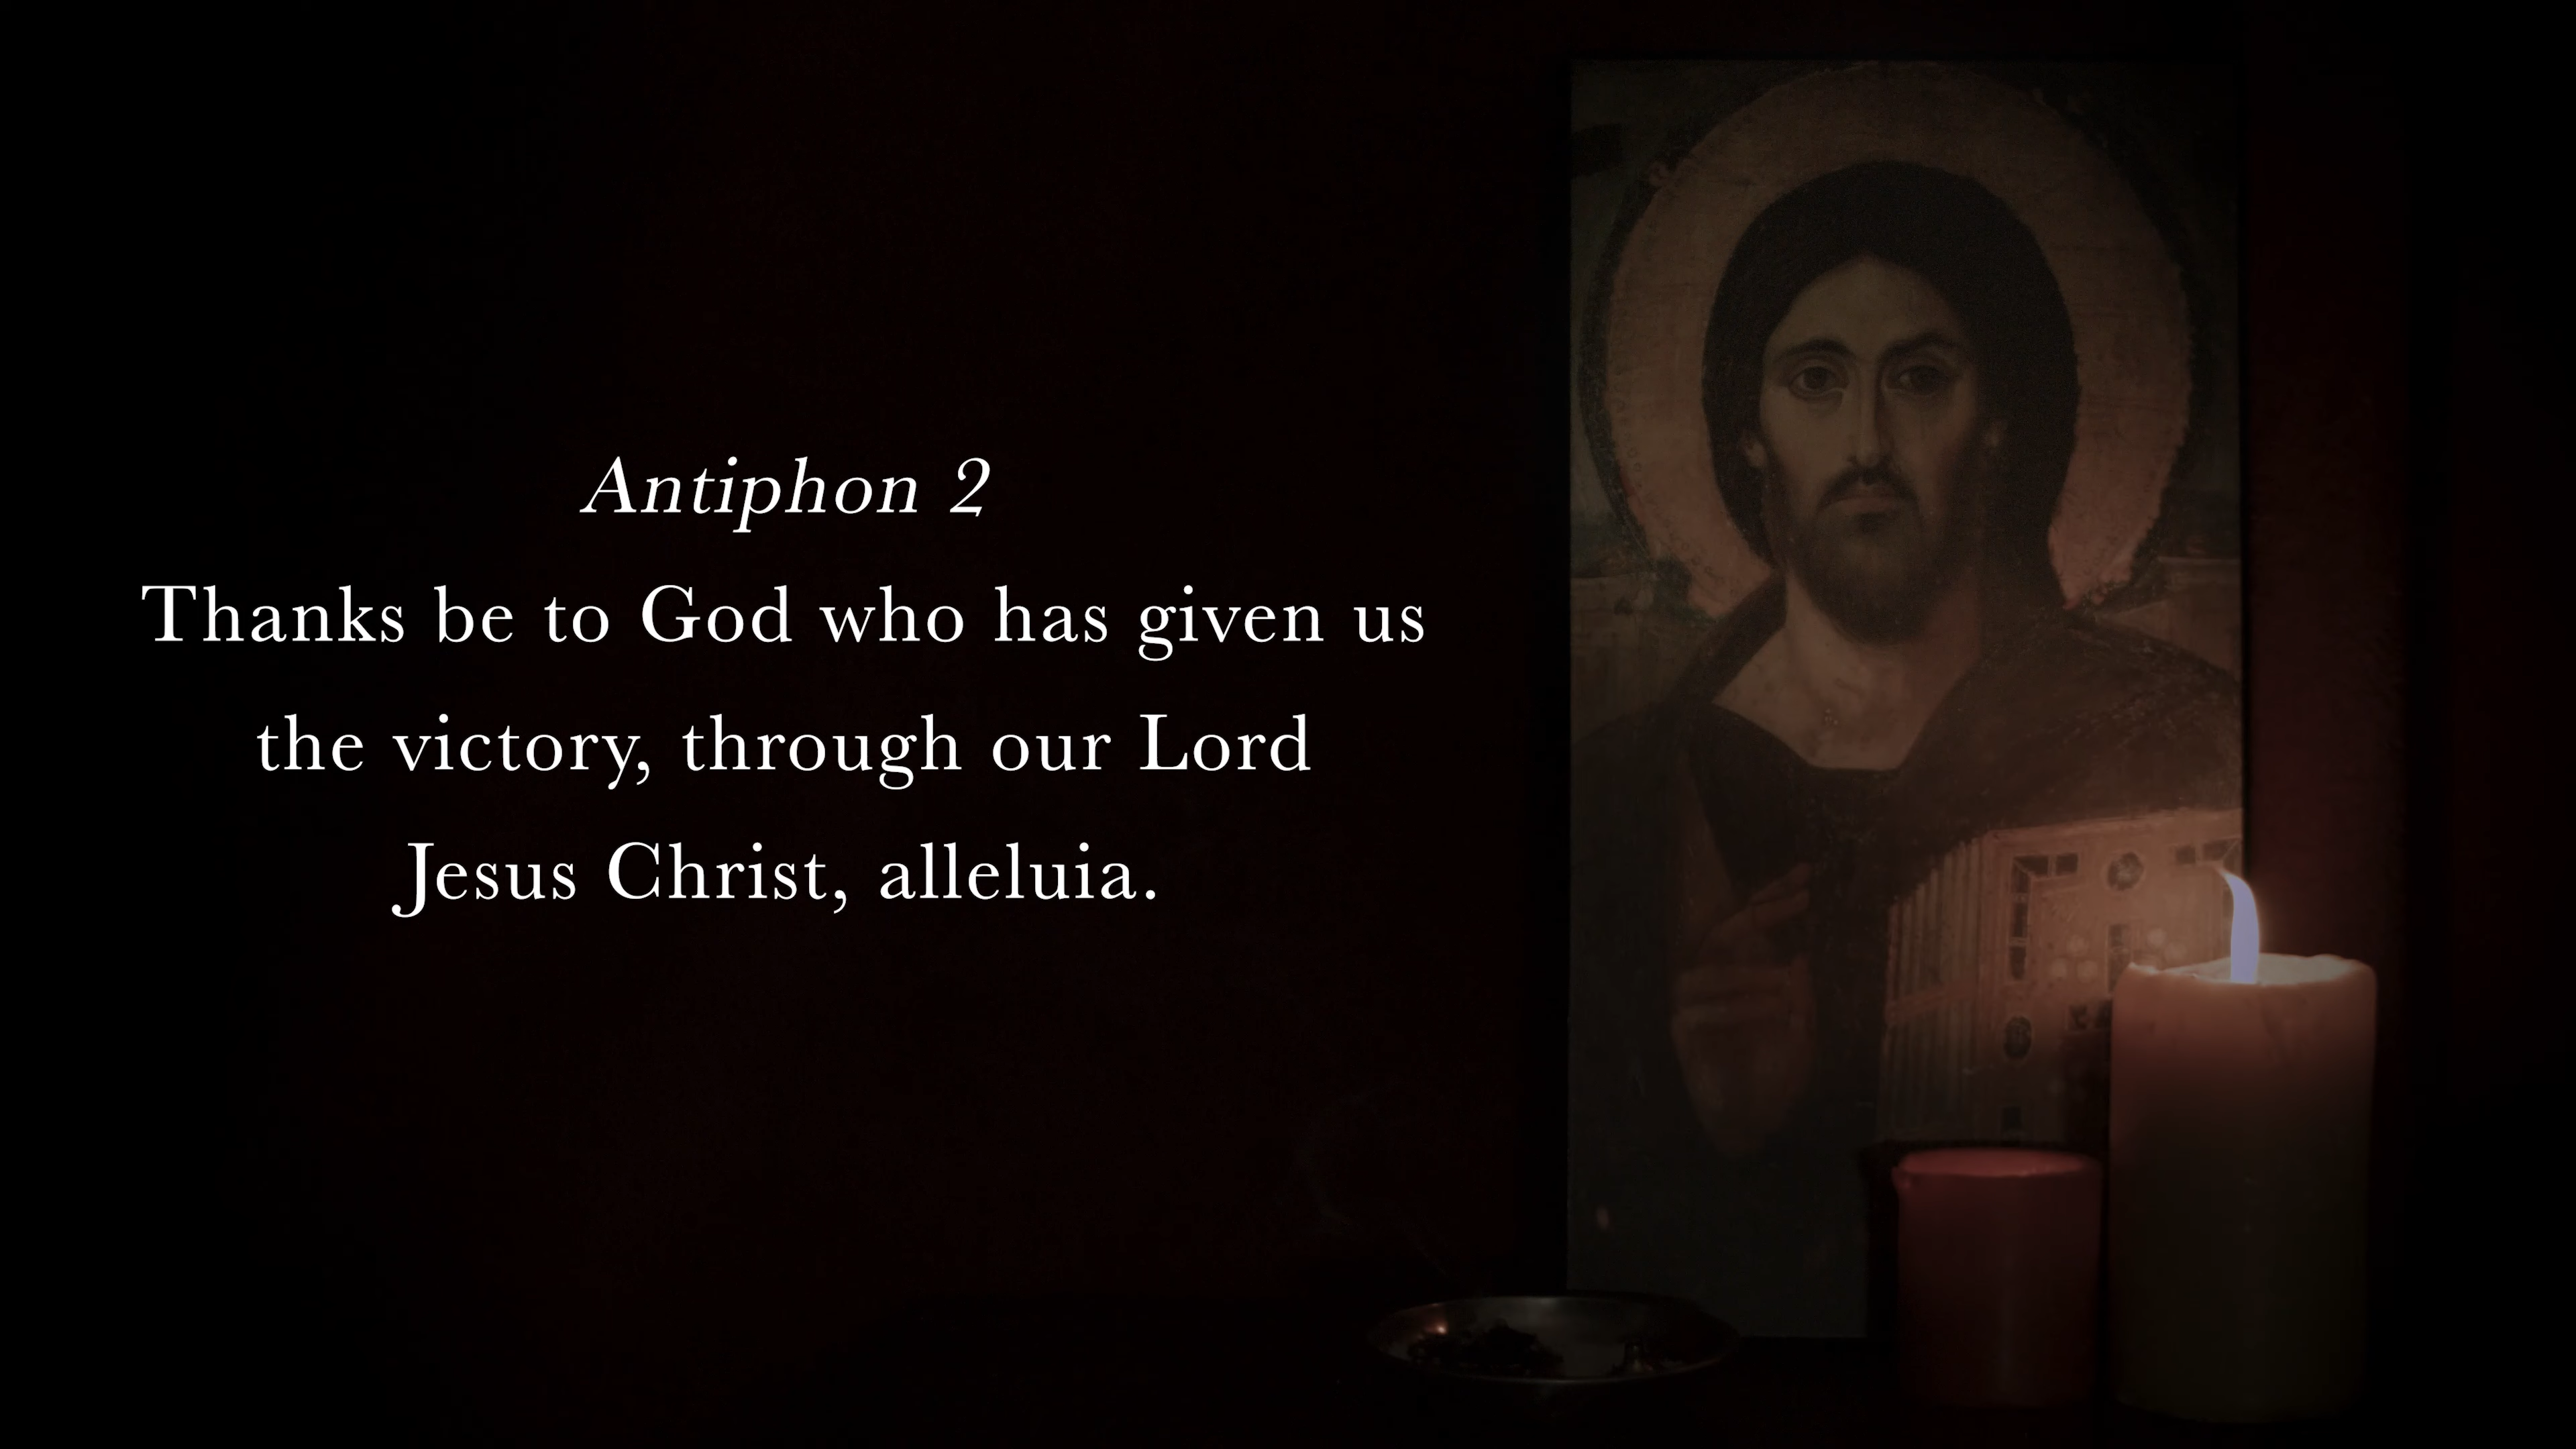 Antiphon 2
Thanks be to God who has given us
the victory, through our Lord
Jesus Christ, alleluia.